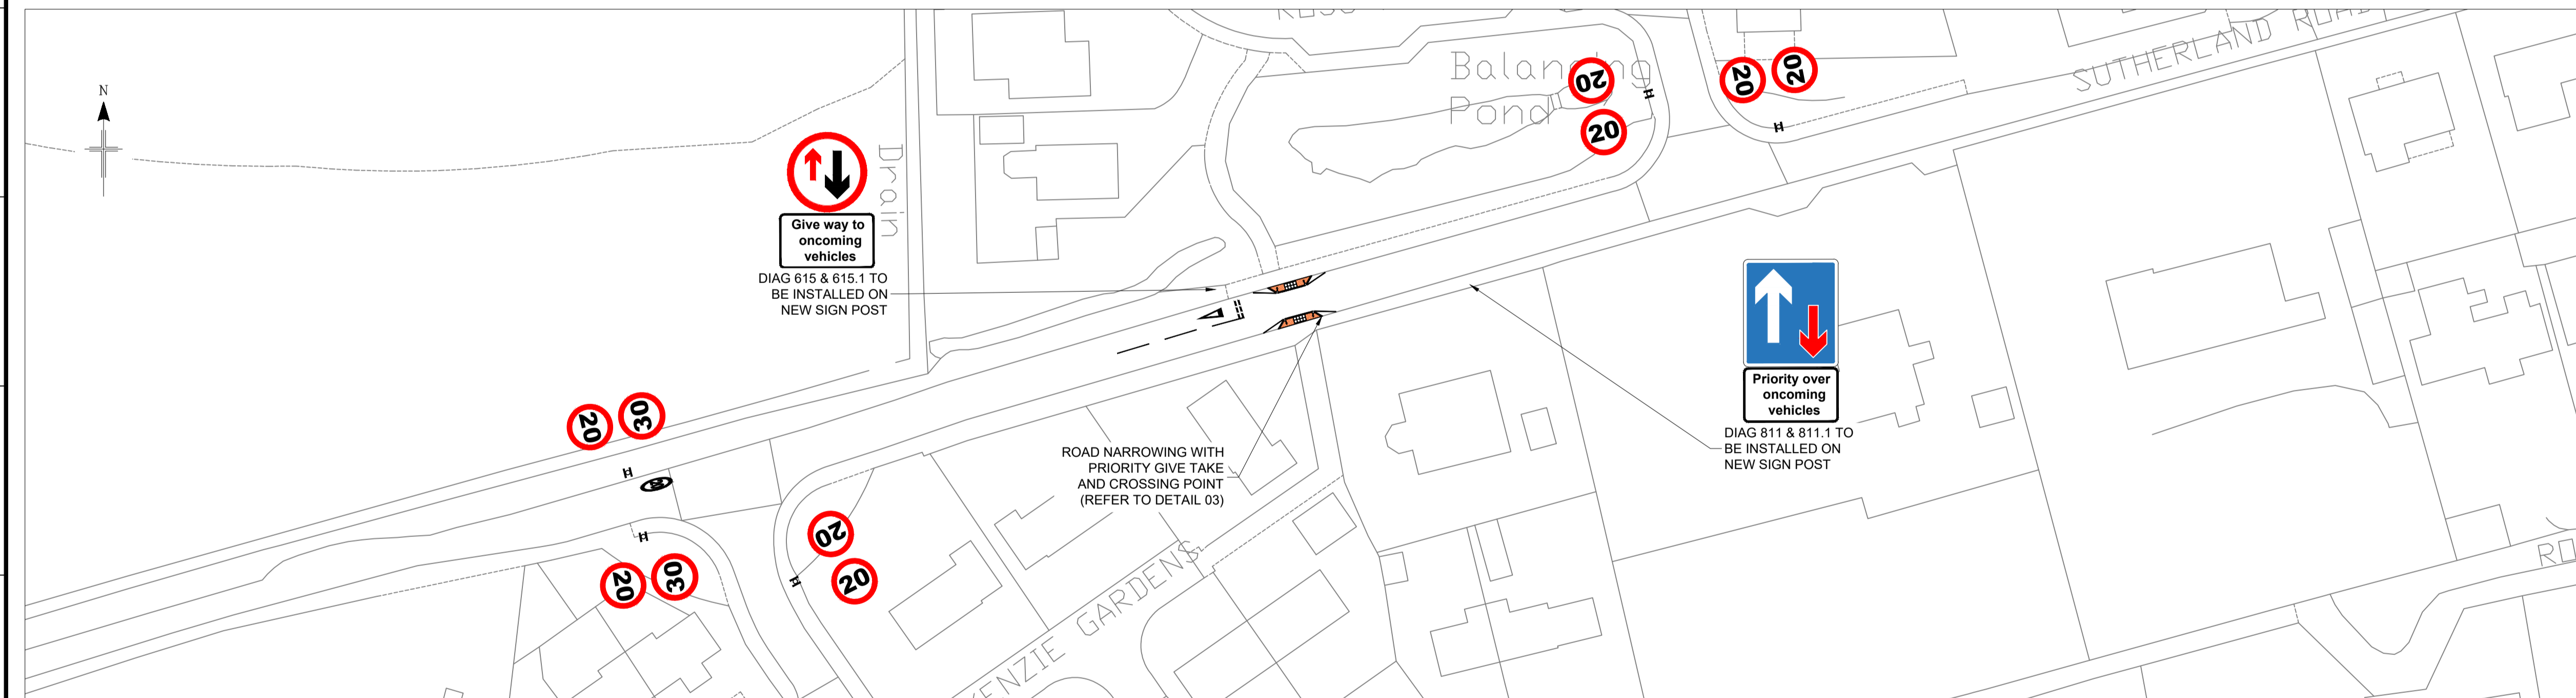 N
Balancing
Pond
SUTHERLAND
Drain
20
20
20
20
Give way to
oncoming
vehicles
DIAG 615 & 615.1 TO
BE INSTALLED ON
NEW SIGN POST
Priority over
oncoming
vehicles
DIAG 811 & 811.1 TO
BE INSTALLED ON
NEW SIGN POST
20
30
ROAD NARROWING WITH
PRIORITY GIVE TAKE
AND CROSSING POINT
(REFER TO DETAIL 03)
20
20
20
30
ENZIE GARDENS